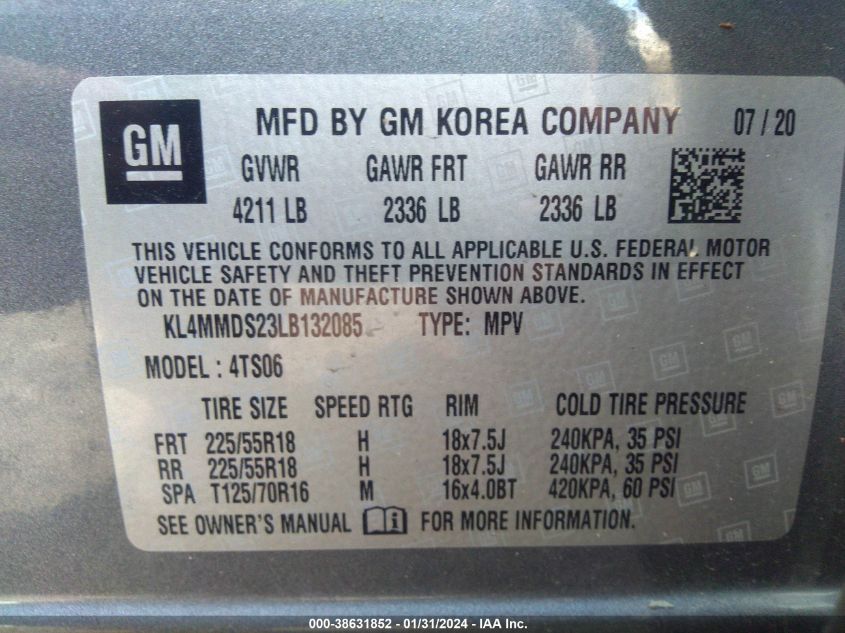 GM MFD BY GM KOREA COMPANY 07 / 20
GVWR GAWR FRT GAWR RR
4211 LB 2336 LB 2336 LB
THIS VEHICLE CONFORMS TO ALL APPLICABLE U.S. FEDERAL MOTOR
VEHICLE SAFETY AND THEFT PREVENTION STANDARDS IN EFFECT
ON THE DATE OF MANUFACTURE SHOWN ABOVE.
KL4MMDS23LB132085 TYPE: MPV
MODEL : 4TS06
TIRE SIZE SPEED RTG RIM COLD TIRE PRESSURE
FRT 225/55R18 H 18x7.5J 240KPA, 35 PSI
RR 225/55R18 H 18x7.5J 240KPA, 35 PSI
SPA T125/70R16 M 16x4.0BT 420KPA, 60 PSI
SEE OWNER'S MANUAL i FOR MORE INFORMATION.
000-38631852 - 01/31/2024 - IAA Inc.